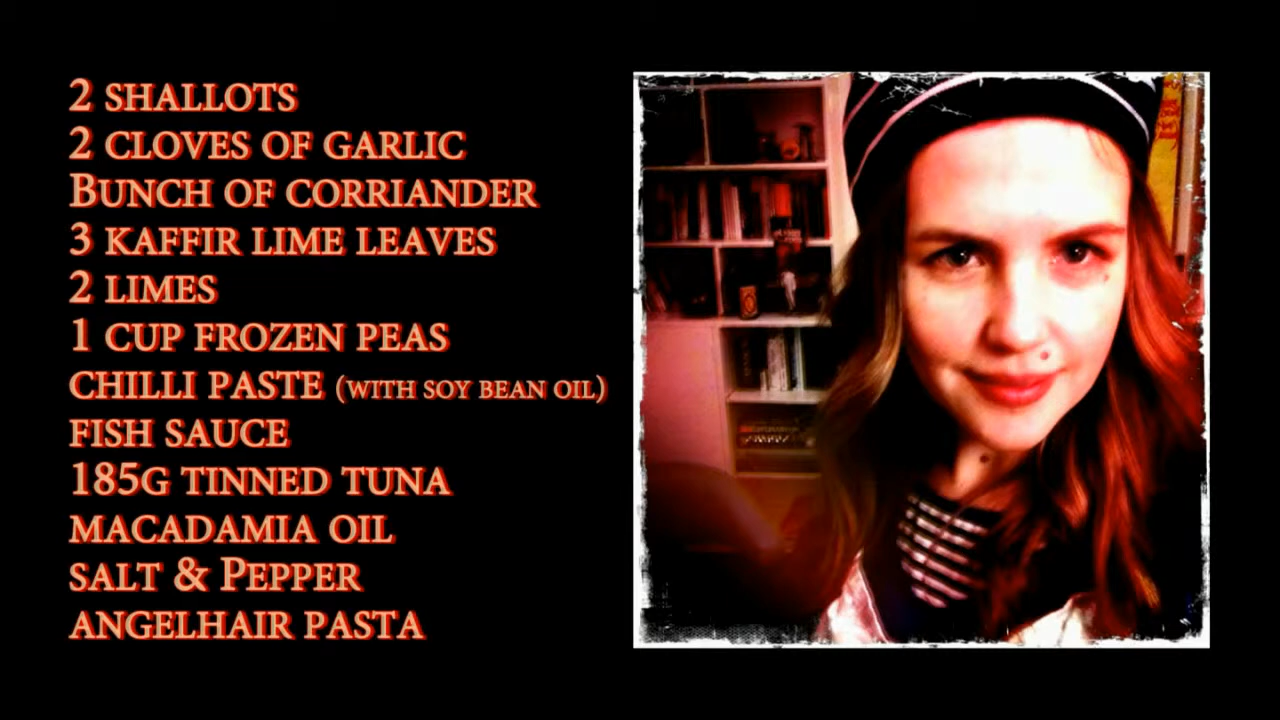 2 SHALLOTS
2 CLOVES OF GARLIC
BUNCH OF CORRIANDER
3 KAFFIR LIME LEAVES
2 LIMES
1 CUP FROZEN PEAS
CHILLI PASTE (WITH SOY BEAN OIL)
FISH SAUCE
185G TINNED TUNA
MACADAMIA OIL
SALT & PEPPER
ANGELHAIR PASTA